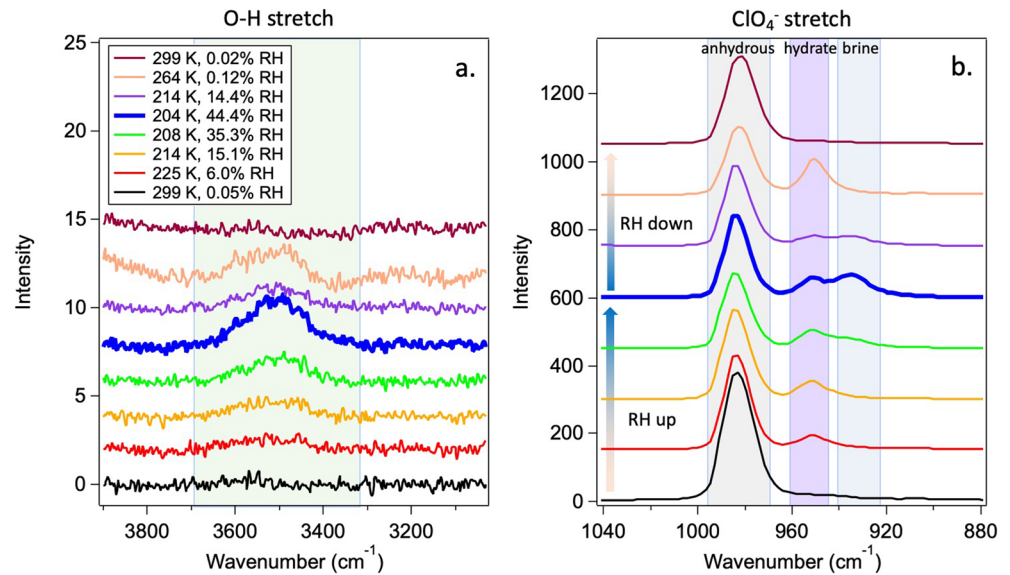 O-H stretch
25
20
15
10
5
0
Intensity
299 K, 0.02% RH
264 K, 0.12% RH
214 K, 14.4% RH
204 K, 44.4% RH
208 K, 35.3% RH
214 K, 15.1% RH
225 K, 6.0% RH
299 K, 0.05% RH
a.
3800 3600 3400 3200
Wavenumber (cm⁻¹)
ClO₄⁻ stretch
anhydrous hydrate brine
b.
1200
1000
800
600
400
200
0
Intensity
RH down
RH up
1040 1000 960 920 880
Wavenumber (cm⁻¹)